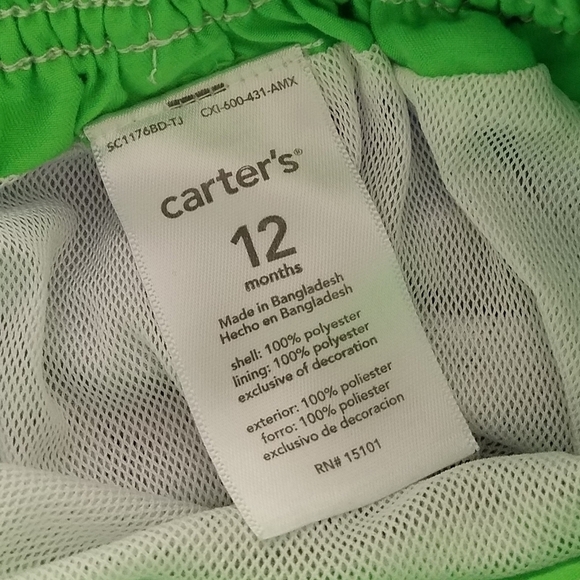 SC1176BD-TJ CXI-600-431-AMX
carter's®
12
months
Made in Bangladesh
Hecho en Bangladesh
shell: 100% polyester
lining: 100% polyester
exclusive of decoration
exterior: 100% poliester
forro: 100% poliester
exclusivo de decoracion
RN# 15101